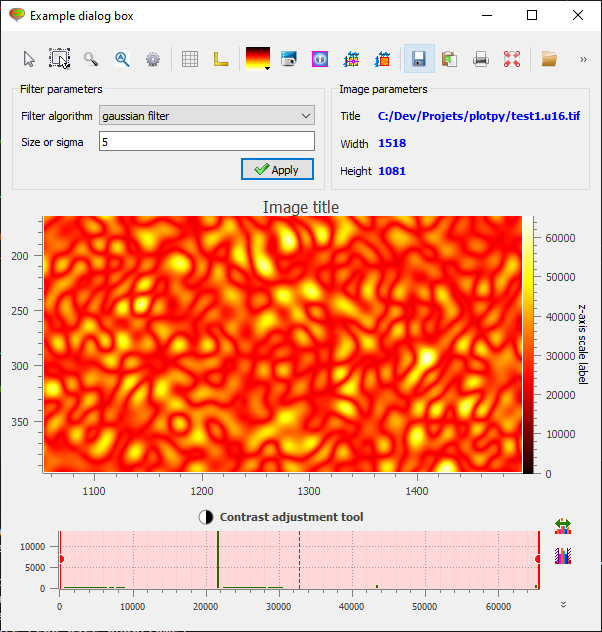 Example dialog box
Filter parameters
Image parameters
Filter algorithm gaussian filter
Title C:/Dev/Projets/plotpy/test1.u16.tif
Size or sigma 5
Width 1518
Apply
Height 1081
Image title
200
250
300
350
1100 1200 1300 1400
60000
50000
40000
30000
20000
10000
0
z-axis scale label
Contrast adjustment tool
10000
5000
0
0 10000 20000 30000 40000 50000 60000